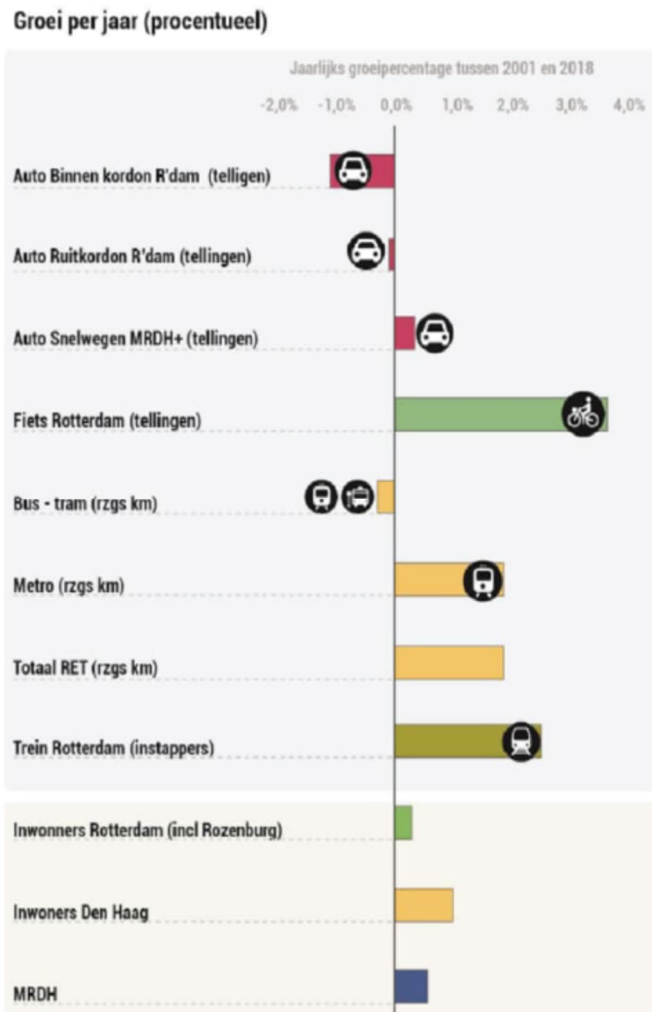 Groei per jaar (procentueel)
Jaarlijks groeipercentage tussen 2001 en 2018
-2,0% -1,0% 0,0% 1,0% 2,0% 3,0% 4,0%
Auto Binnen kordon R'dam (telligen)
Auto Ruitkordon R'dam (tellingen)
Auto Snelwegen MRDH+ (tellingen)
Fiets Rotterdam (tellingen)
Bus - tram (rzgs km)
Metro (rzgs km)
Totaal RET (rzgs km)
Trein Rotterdam (instappers)
Inwonners Rotterdam (incl Rozenburg)
Inwoners Den Haag
MRDH